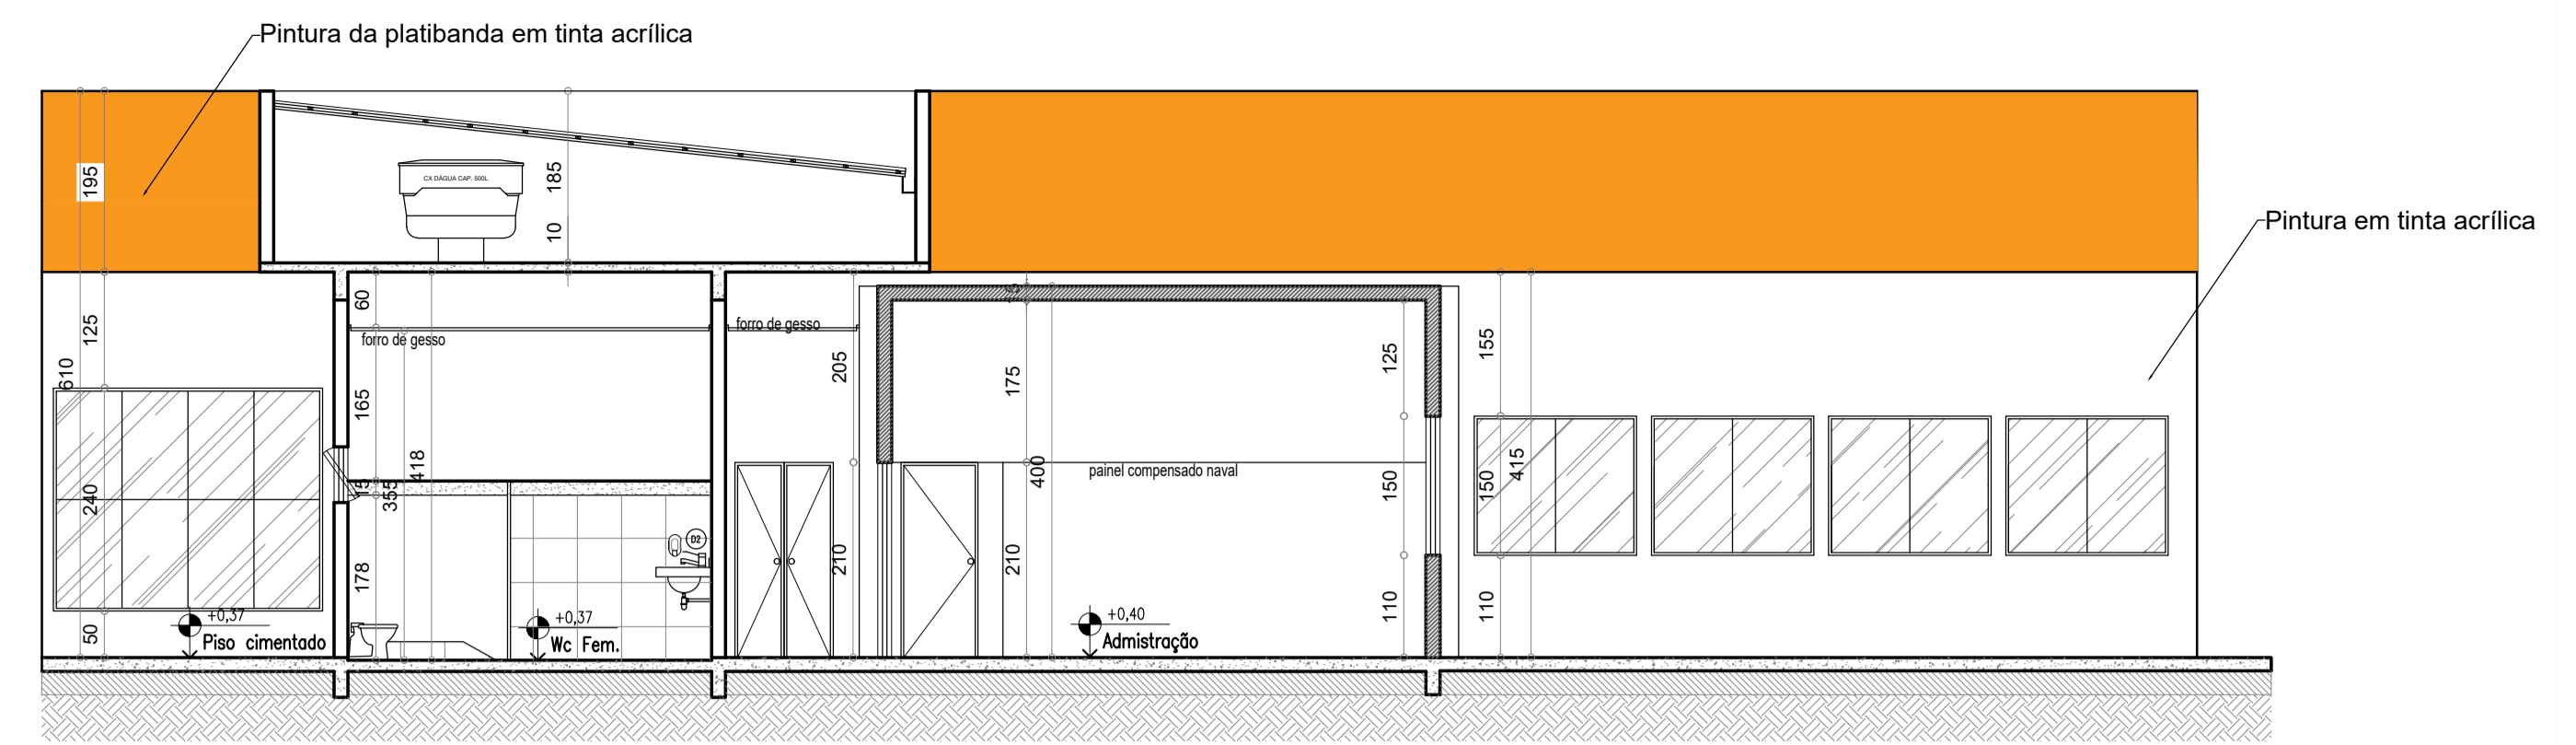 Pintura da platibanda em tinta acrílica
Pintura em tinta acrílica
195
185
10
CX DÁGUA CAP. 500L
125
610
240
50
60
forro de gesso
165
418
15
355
178
forro de gesso
205
210
15
175
400
210
painel compensado naval
125
150
110
155
150
415
110
D2
+0,37
Piso cimentado
+0,37
Wc Fem.
+0,40
Admistração